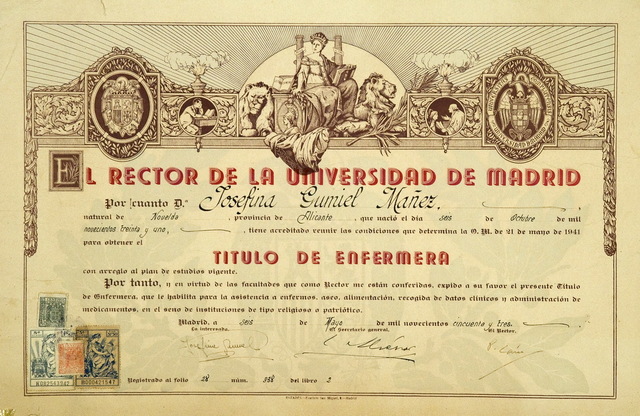 EL RECTOR DE LA UNIVERSIDAD DE MADRID
Por cuanto D.ª Josefina Gumiel Máñez,
natural de Novelda, provincia de Alicante, que nació el día seis de Octubre de mil
novecientos treinta y uno, tiene acreditado reunir las condiciones que determina la O. M. de 21 de mayo de 1941
para obtener el
TITULO DE ENFERMERA
con arreglo al plan de estudios vigente.
Por tanto, y en virtud de las facultades que como Rector me están conferidas, expido a su favor el presente Título
de Enfermera, que le habilita para la asistencia a enfermos, aseo, alimentación, recogida de datos clínicos y administración de
medicamentos, en el seno de instituciones de tipo religioso o patriótico.
Madrid, a seis de Mayo de mil novecientos cincuenta y tres.
La interesada, El Secretario general, El Rector,
Josefina Gumiel
Registrado al folio 28 núm. 358 del libro 2
N082563547 N000421547